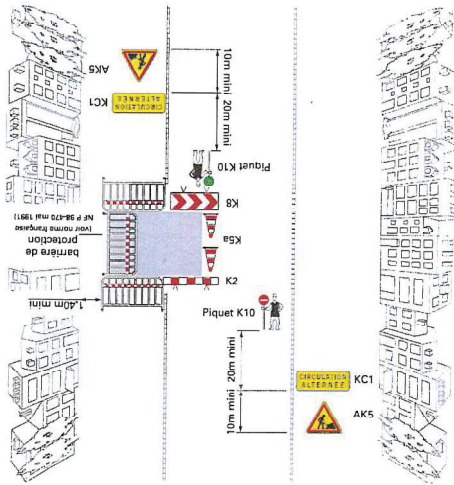 10m mini
AK5
KC1
CIRCULATION
ALTERNÉE
20m mini
Piquet K10
K8
K5a
barrière de
protection
(voir norme française
NF P 98-470 mai 1991)
K2
1.40m mini
Piquet K10
20m mini
CIRCULATION
ALTERNÉE
KC1
10m mini
AK5